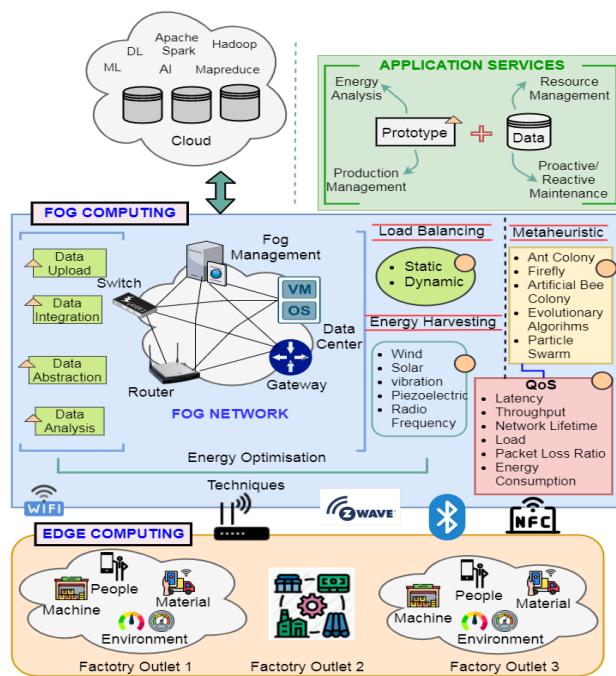 Apache
Spark
DL
Hadoop
ML
AI
Mapreduce
Cloud
APPLICATION SERVICES
Energy
Analysis
Resource
Management
Prototype
Data
Production
Management
Proactive/
Reactive
Maintenance
FOG COMPUTING
Data
Upload
Data
Integration
Data
Abstraction
Data
Analysis
Fog
Management
Switch
VM
OS
Data
Center
Router
Gateway
FOG NETWORK
Load Balancing
Static
Dynamic
Energy Harvesting
Wind
Solar
vibration
Piezoelectric
Radio
Frequency
Metaheuristic
Ant Colony
Firefly
Artificial Bee
Colony
Evolutionary
Algorihms
Particle
Swarm
QoS
Latency
Throughput
Network Lifetime
Load
Packet Loss Ratio
Energy
Consumption
Energy Optimisation
Techniques
WIFI
Z WAVE
NFC
EDGE COMPUTING
People
Machine
Material
Environment
Factotry Outlet 1
Factotry Outlet 2
People
Machine
Material
Environment
Factotry Outlet 3